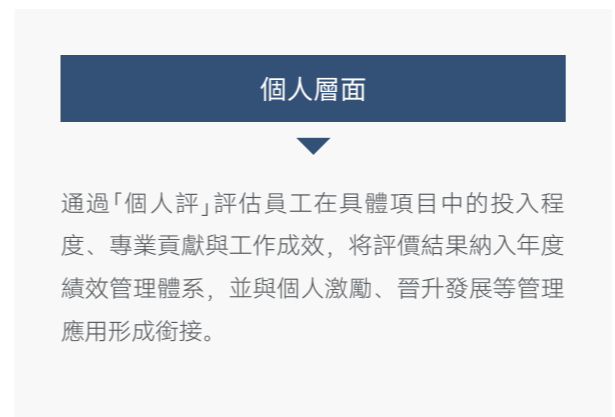 個人層面
通過「個人評」評估員工在具體項目中的投入程
度、專業貢獻與工作成效，將評價結果納入年度
績效管理體系，並與個人激勵、晉升發展等管理
應用形成銜接。